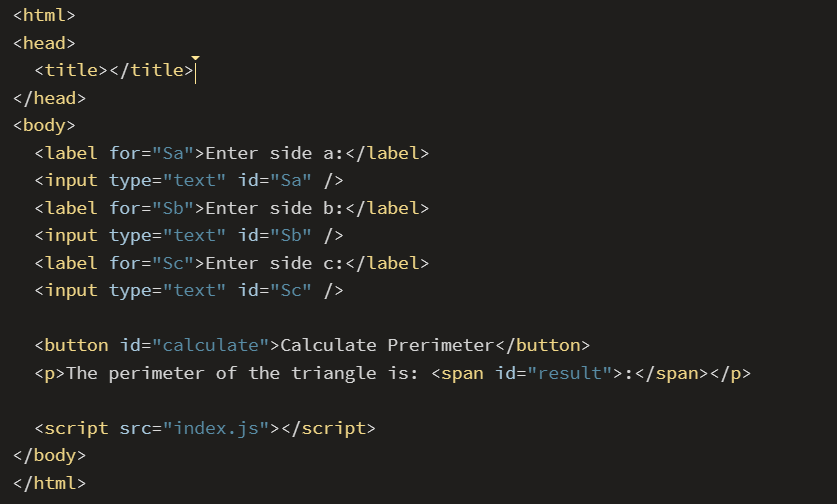 <html>
<head>
<title></title>
</head>
<body>
<label for="Sa">Enter side a:</label>
<input type="text" id="Sa" />
<label for="Sb">Enter side b:</label>
<input type="text" id="Sb" />
<label for="Sc">Enter side c:</label>
<input type="text" id="Sc" />
<button id="calculate">Calculate Prerimeter</button>
<p>The perimeter of the triangle is: <span id="result">:</span></p>
<script src="index.js"></script>
</body>
</html>